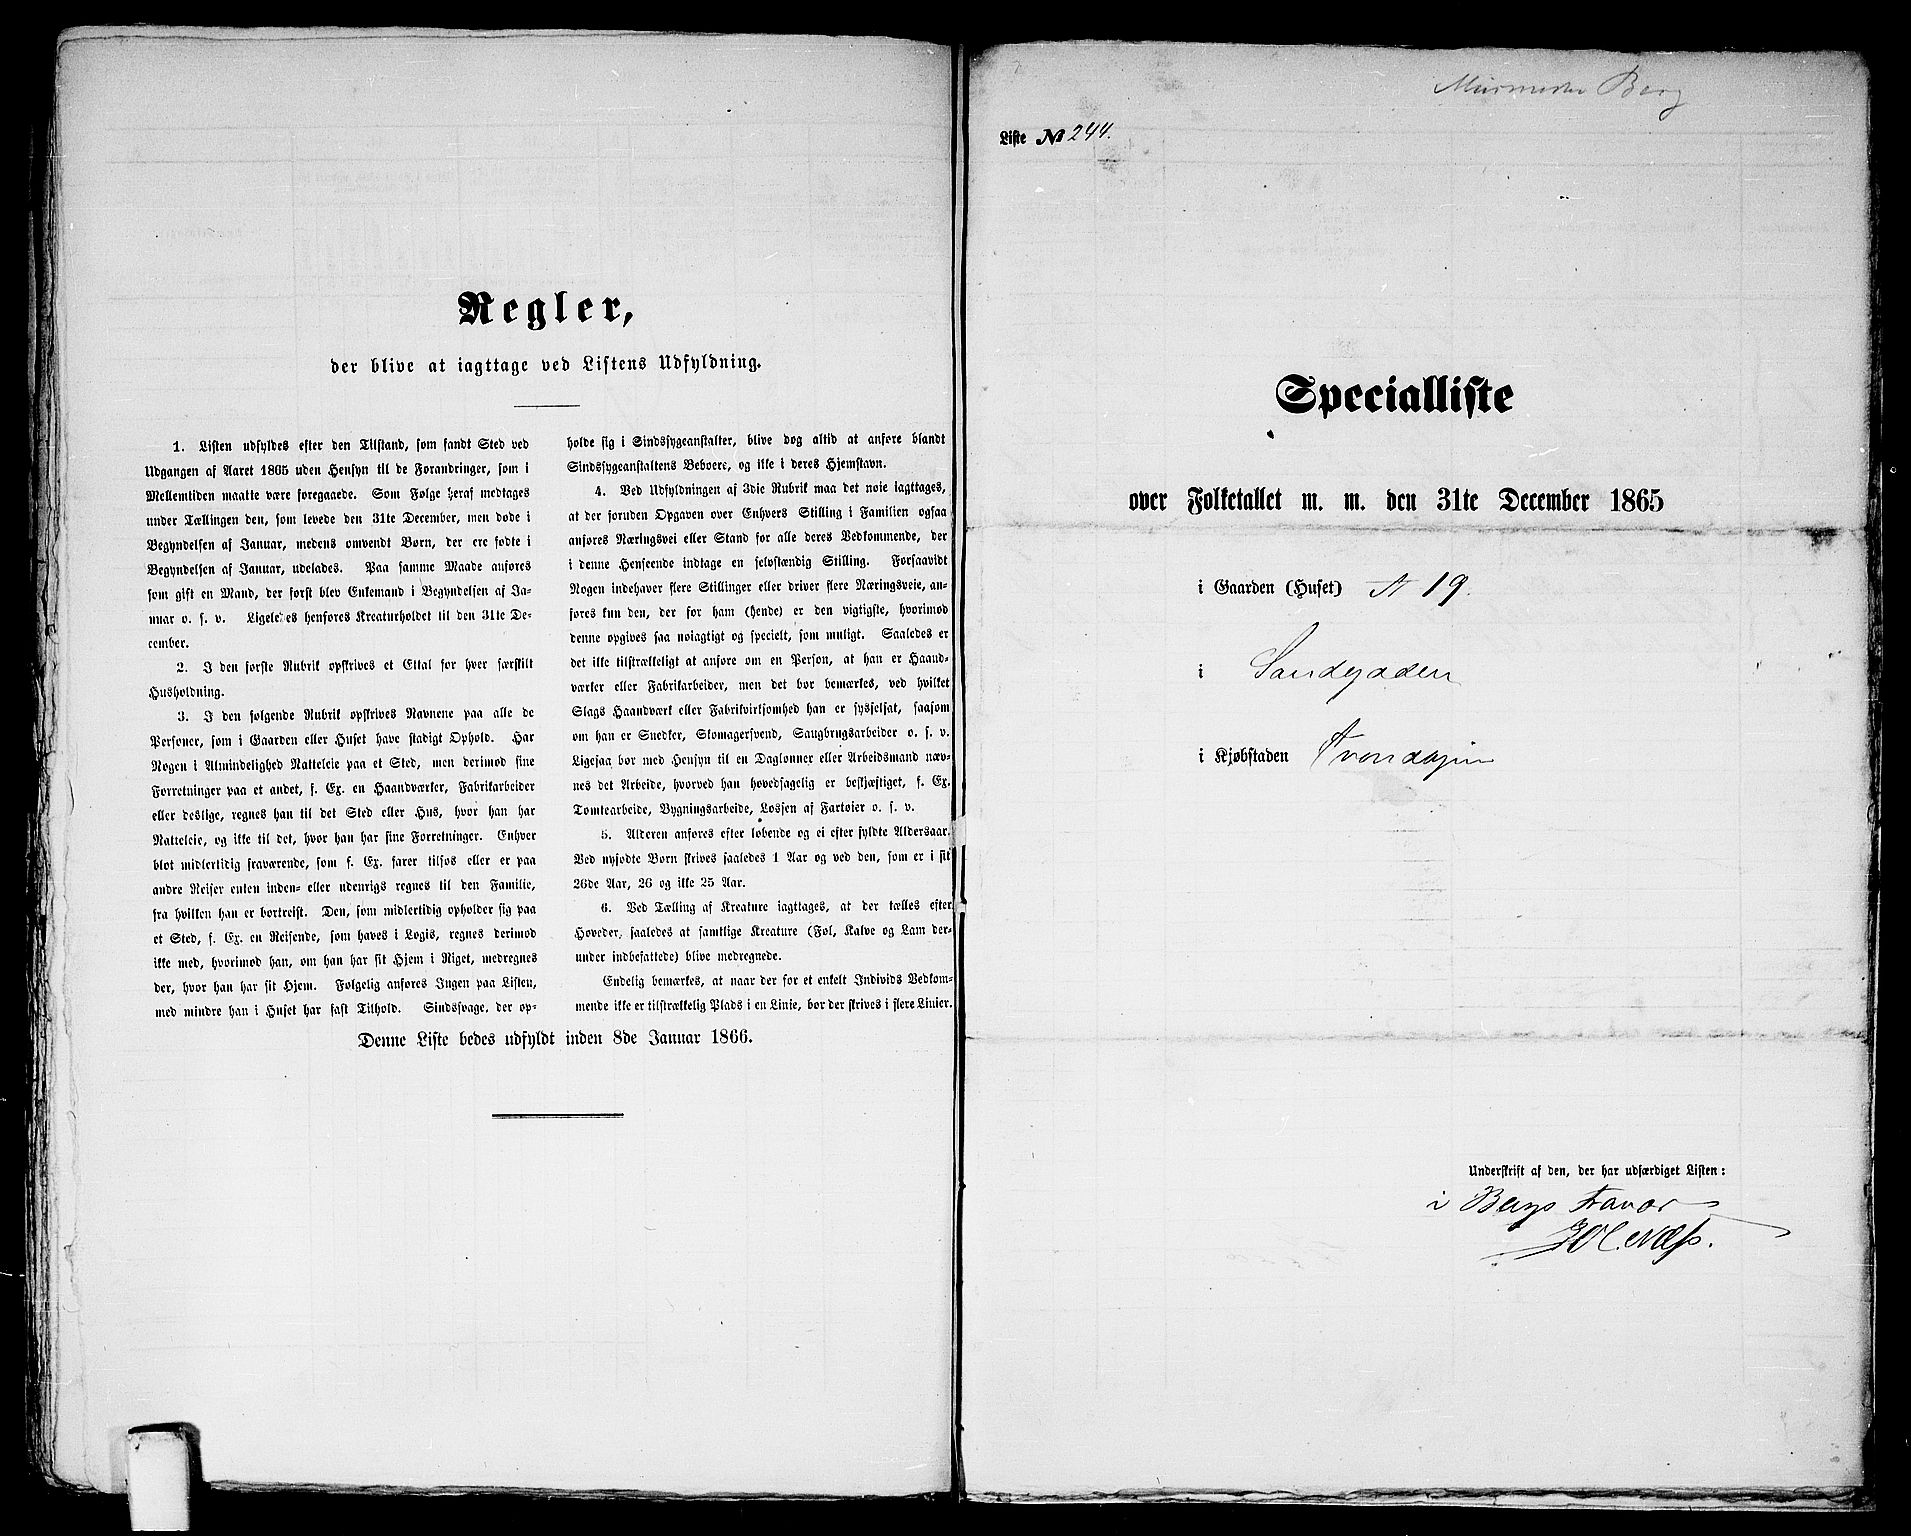 Regler,
der blive at iagttage ved Listens Udfyldning.
1. Listen udfyldes efter den Tilstand, som fandt Sted ved
Udgangen af Aaret 1865 uden Hensyn til de Forandringer, som i
Mellemtiden maatte være foregaaede. Som Følge heraf medtages
under Tællingen den, som levede den 31te December, men døde i
Begyndelsen af Januar, medens omvendt Børn, der ere fødte i
Begyndelsen af Januar, udelades. Paa samme Maade anføres
som gift en Mand, der først blev Enkemand i Begyndelsen af Ja-
nuar o. s. v. Ligeledes henføres Kreaturholdet til den 31te De-
cember.
2. I den første Rubrik opskrives et Ettal for hver særskilt
Husholdning.
3. I den følgende Rubrik opskrives Navnene paa alle de
Personer, som i Gaarden eller Huset have stadigt Ophold. Har
Nogen i Almindelighed Natteleie paa et Sted, men derimod sine
Forretninger paa et andet, f. Ex. en Haandværker, Fabrikarbeider
eller deslige, regnes han til det Sted eller Hus, hvor han har
Natteleie, og ikke til det, hvor han har sine Forretninger. Enhver
blot midlertidig fraværende, som f. Ex. farer tilsøs eller er paa
andre Reiser enten inden- eller udenrigs regnes til den Familie,
fra hvilken han er bortreist. Den, som midlertidig opholder sig paa
et Sted, f. Ex. en Reisende, som haves i Logis, regnes derimod
ikke med, hvorimod han, om han har sit Hjem i Riget, medregnes
der, hvor han har sit Hjem. Følgelig anføres Ingen paa Listen,
med mindre han i Huset har fast Tilhold. Sindssvage, der op-
holde sig i Sindssygeanstalter, blive dog altid at anføre blandt
Sindssygeanstaltens Beboere, og ikke i deres Hjemstavn.
4. Ved Udfyldningen af 3die Rubrik maa det nøie iagttages,
at der foruden Opgaven over Enhvers Stilling i Familien ogsaa
anføres Næringsvei eller Stand for alle deres Vedkommende, der
i denne Henseende indtage en selvstændig Stilling. Forsaavidt
Nogen indehaver flere Stillinger eller driver flere Næringsveie, an-
føres kun den, der for ham (hende) er den vigtigste, hvorimod
denne opgives saa nøiagtigt og specielt, som muligt. Saaledes er
det ikke tilstrækkeligt at anføre om en Person, at han er Haand-
værker eller Fabrikarbeider, men det bør bemærkes, ved hvilket
Slags Haandværk eller Fabrikvirksomhed han er sysselsat, saasom
om han er Snedker, Skomagersvend, Saugbrugsarbeider o. s. v.
Ligesaa bør med Hensyn til en Daglønner eller Arbeidsmand næv-
nes det Arbeide, hvorved han hovedsagelig er beskjæftiget, f. Ex.
Tomtearbeide, Bygningsarbeide, Losjen af Fartøier o. s. v.
5. Alderen anføres efter løbende og ei efter fyldte Aldersaar.
Ved nyfødte Børn skrives saaledes 1 Aar og ved den, som er i sit
26de Aar, 26 og ikke 25 Aar.
6. Ved Tælling af Kreature iagttages, at der tælles efter
Hoveder, saaledes at samtlige Kreature (Føl, Kalve og Lam der-
under indbefattede) blive medregnede.
Endelig bemærkes, at naar der for et enkelt Individs Vedkom-
mende ikke er tilstrækkelig Plads i en Linie, bør der skrives i flere Linier.
Denne Liste bedes udfyldt inden 8de Januar 1866.
Murmester Berg
Liste № 244.
Specialliste
over Folketallet m. m. den 31te December 1865
i Gaarden (Huset) № 19.
i Sandgaden
i Kjøbstaden Trondhjem
Underskrift af den, der har udfærdiget Listen:
i Bergs Fravær
Næss.